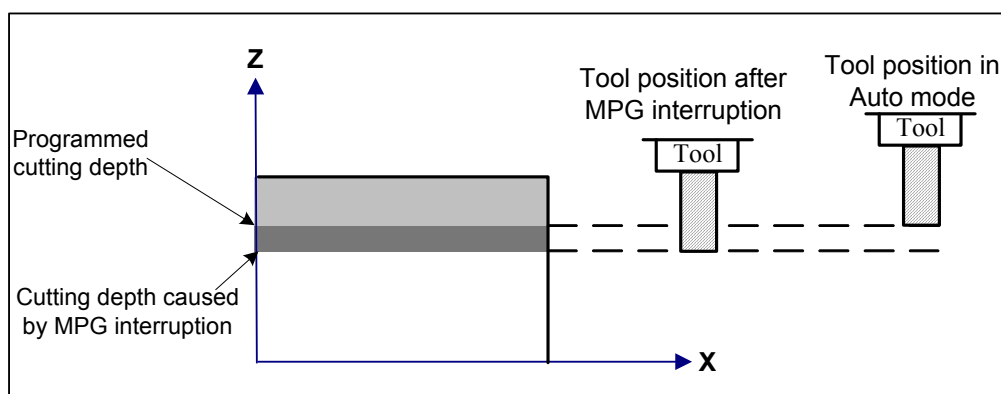 Z
Tool position after
MPG interruption
Tool position in
Auto mode
Tool
Tool
Programmed
cutting depth
Cutting depth caused
by MPG interruption
X